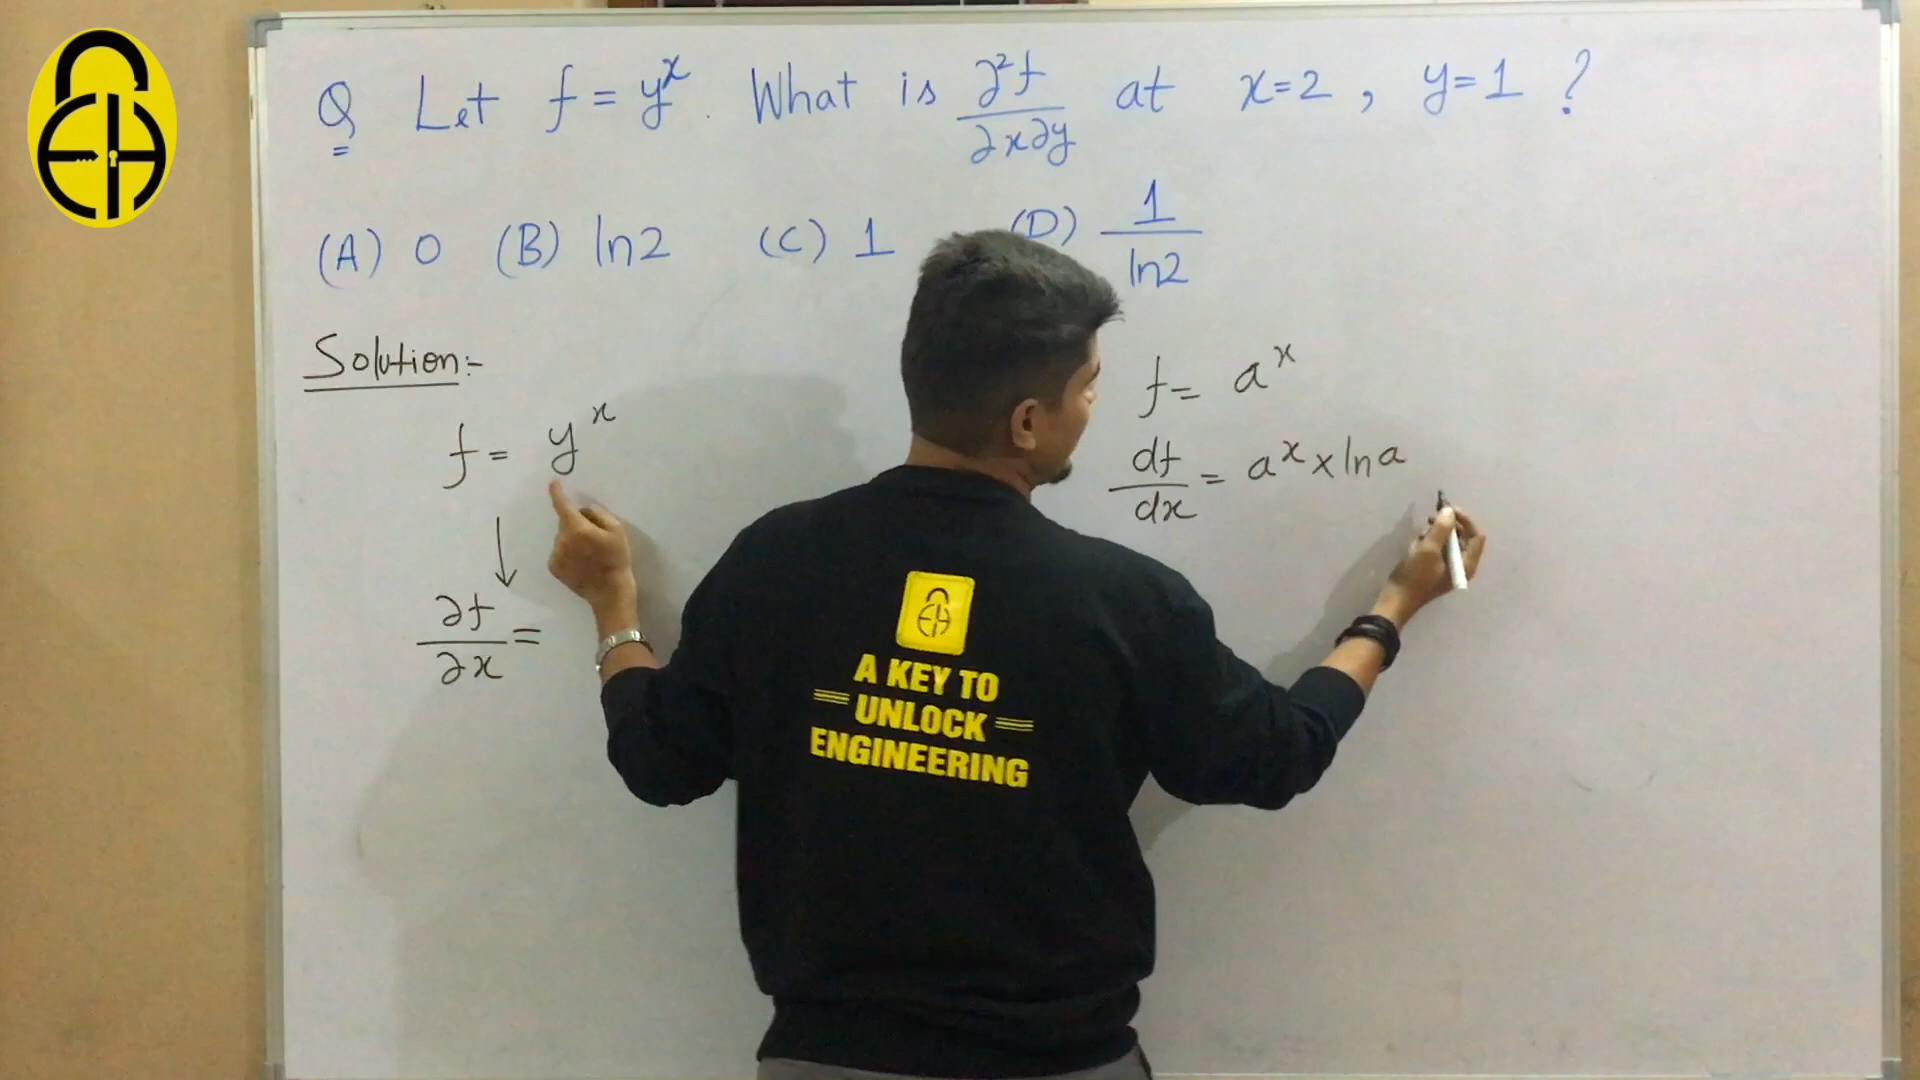 Q Let f = y^x. What is ∂²f/∂x∂y at x=2, y=1 ?
(A) 0 (B) ln2 (C) 1 (D) 1/ln2
Solution:-
f = y^x
∂f/∂x =
f = a^x
df/dx = a^x × ln a
A KEY TO
UNLOCK
ENGINEERING